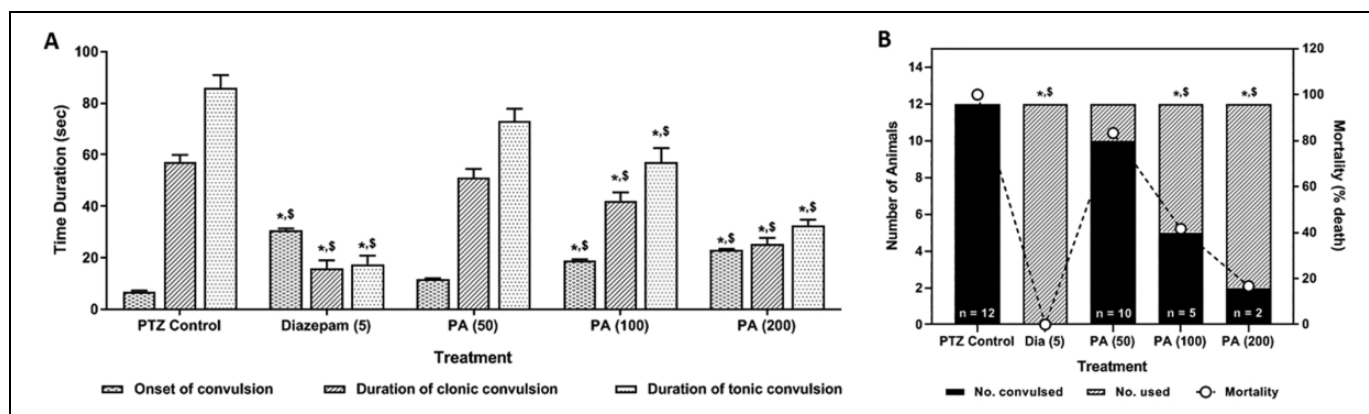 A
100
80
60
40
20
0
Time Duration (sec)
*,$
*,$
*,$
*,$
*,$
*,$
*,$
*,$
*,$
PTZ Control Diazepam (5) PA (50) PA (100) PA (200)
Treatment
Onset of convulsion Duration of clonic convulsion Duration of tonic convulsion
B
14
12
10
8
6
4
2
0
Number of Animals
*,$ *,$ *,$
n = 12 n = 10 n = 5 n = 2
120
100
80
60
40
20
0
Mortality (% death)
PTZ Control Dia (5) PA (50) PA (100) PA (200)
Treatment
No. convulsed No. used Mortality